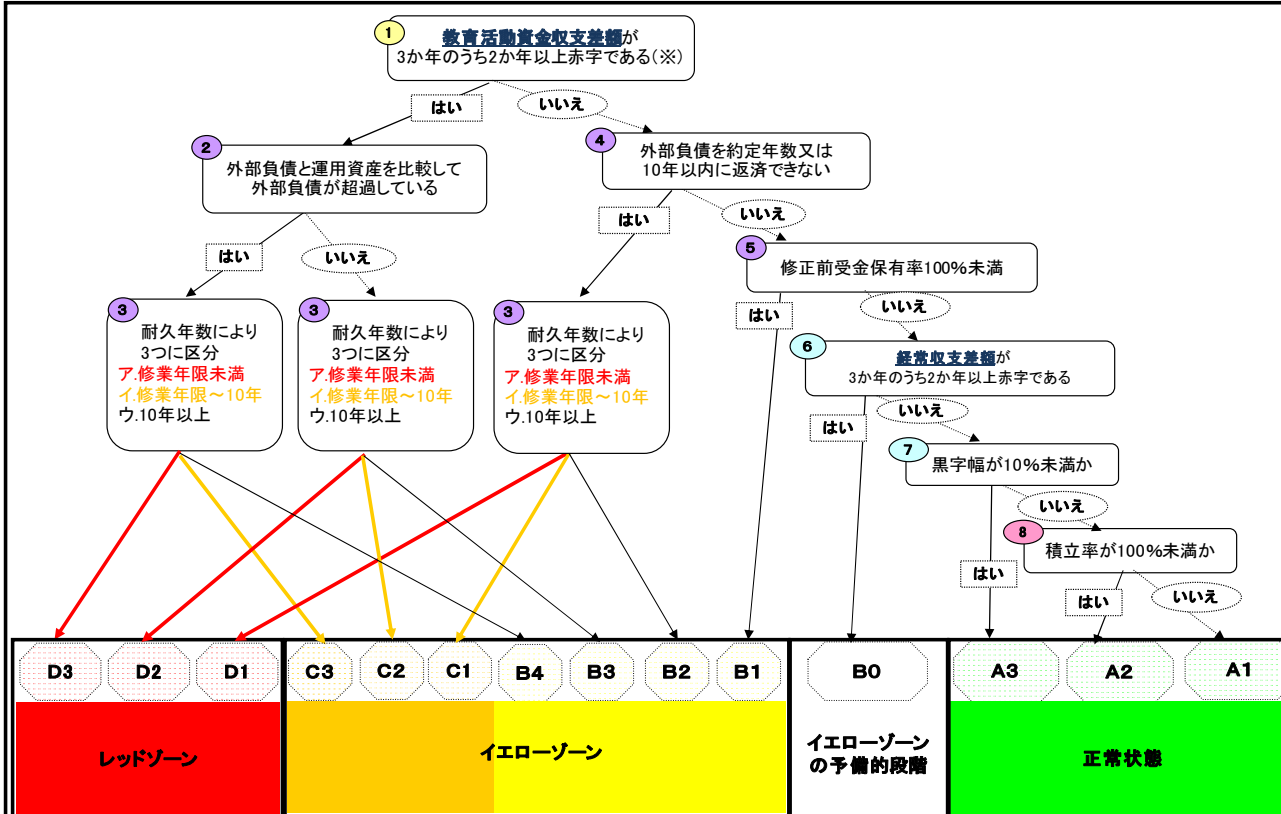 1
教育活動資金収支差額が
3か年のうち2か年以上赤字である(※)
はい
いいえ
2
外部負債と運用資産を比較して
外部負債が超過している
4
外部負債を約定年数又は
10年以内に返済できない
はい
いいえ
はい
いいえ
5
修正前受金保有率100%未満
3
耐久年数により
3つに区分
ア.修業年限未満
イ.修業年限～10年
ウ.10年以上
3
耐久年数により
3つに区分
ア.修業年限未満
イ.修業年限～10年
ウ.10年以上
3
耐久年数により
3つに区分
ア.修業年限未満
イ.修業年限～10年
ウ.10年以上
はい
いいえ
6
経常収支差額が
3か年のうち2か年以上赤字である
はい
いいえ
7
黒字幅が10%未満か
はい
いいえ
8
積立率が100%未満か
はい
いいえ
D3
D2
D1
C3
C2
C1
B4
B3
B2
B1
B0
A3
A2
A1
レッドゾーン
イエローゾーン
イエローゾーン
の予備的段階
正常状態